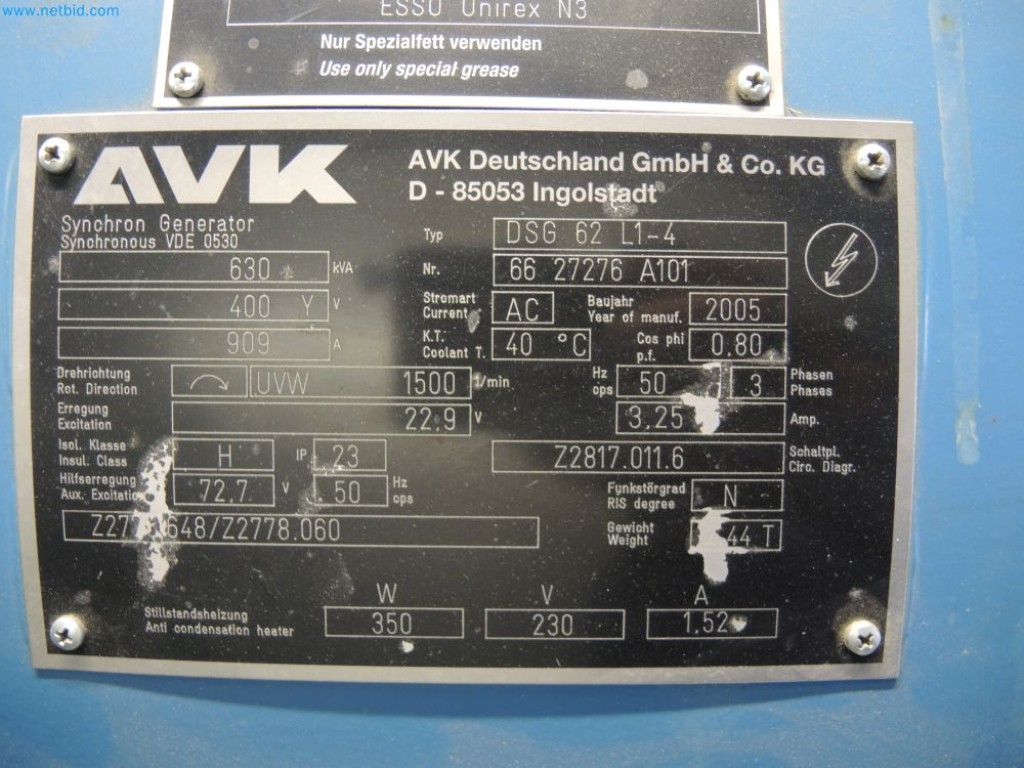 www.netbid.com
ESSO Unirex N3
Nur Spezialfett verwenden
Use only special grease
AVK
AVK Deutschland GmbH & Co. KG
D - 85053 Ingolstadt
Synchron Generator
Synchronous VDE 0530
Typ DSG 62 L1-4
630 kVA
Nr. 66 27276 A101
400 Y V
Stromart
Current AC
Baujahr
Year of manuf. 2005
909 A
K.T.
Coolant T. 40 °C
Cos phi
p.f. 0.80
Drehrichtung
Rot. Direction UVW 1500 1/min
Hz
cps 50 3 Phasen
Phases
Erregung
Excitation 22,9 V
3,25 Amp.
Isol. Klasse
Insul. Class H IP 23
Z2817.011.6 Schaltpl.
Circ. Diagr.
Hilfserregung
Aux. Excitation 72,7 V 50 Hz
cps
Funkstörgrad
RIS degree N
648/Z2778.060
Gewicht
Weight T
W V A
Stillstandsheizung
Anti condensation heater 350 230 1,52